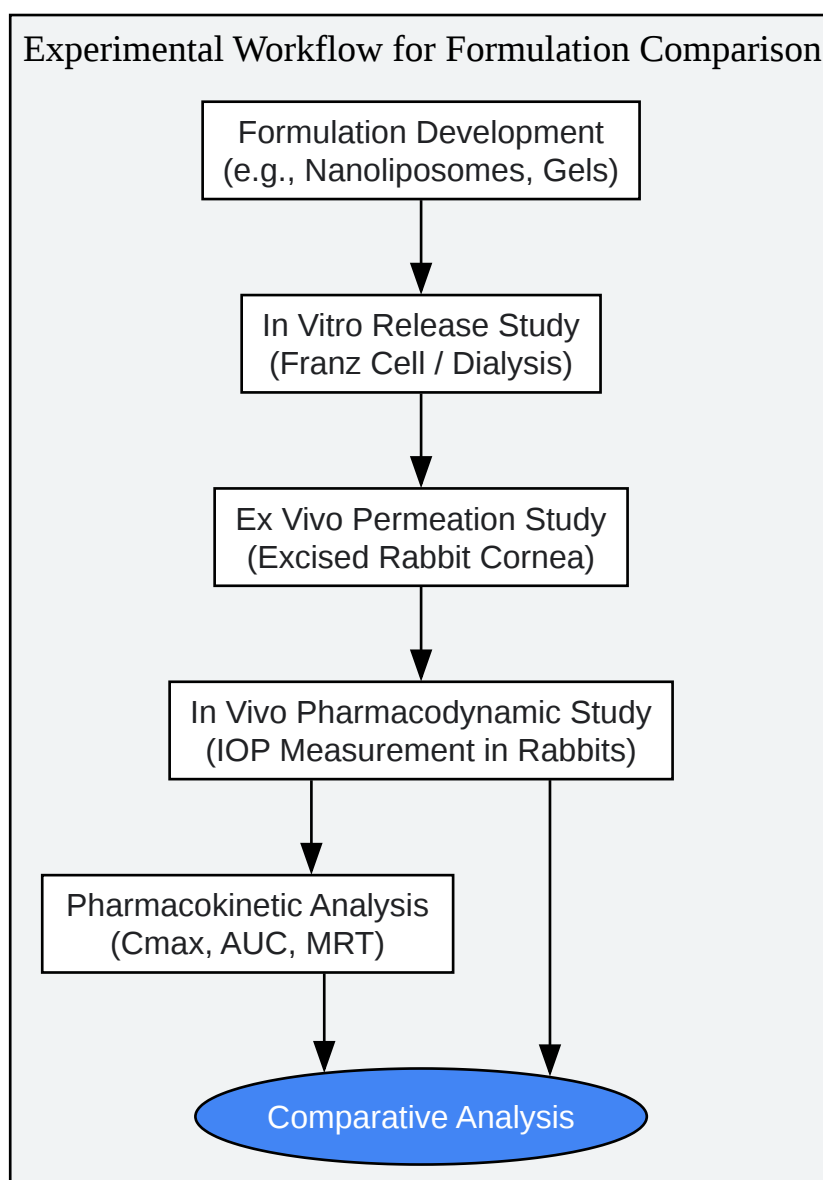 Experimental Workflow for Formulation Comparison
Formulation Development
(e.g., Nanoliposomes, Gels)
In Vitro Release Study
(Franz Cell / Dialysis)
Ex Vivo Permeation Study
(Excised Rabbit Cornea)
In Vivo Pharmacodynamic Study
(IOP Measurement in Rabbits)
Pharmacokinetic Analysis
(Cmax, AUC, MRT)
Comparative Analysis